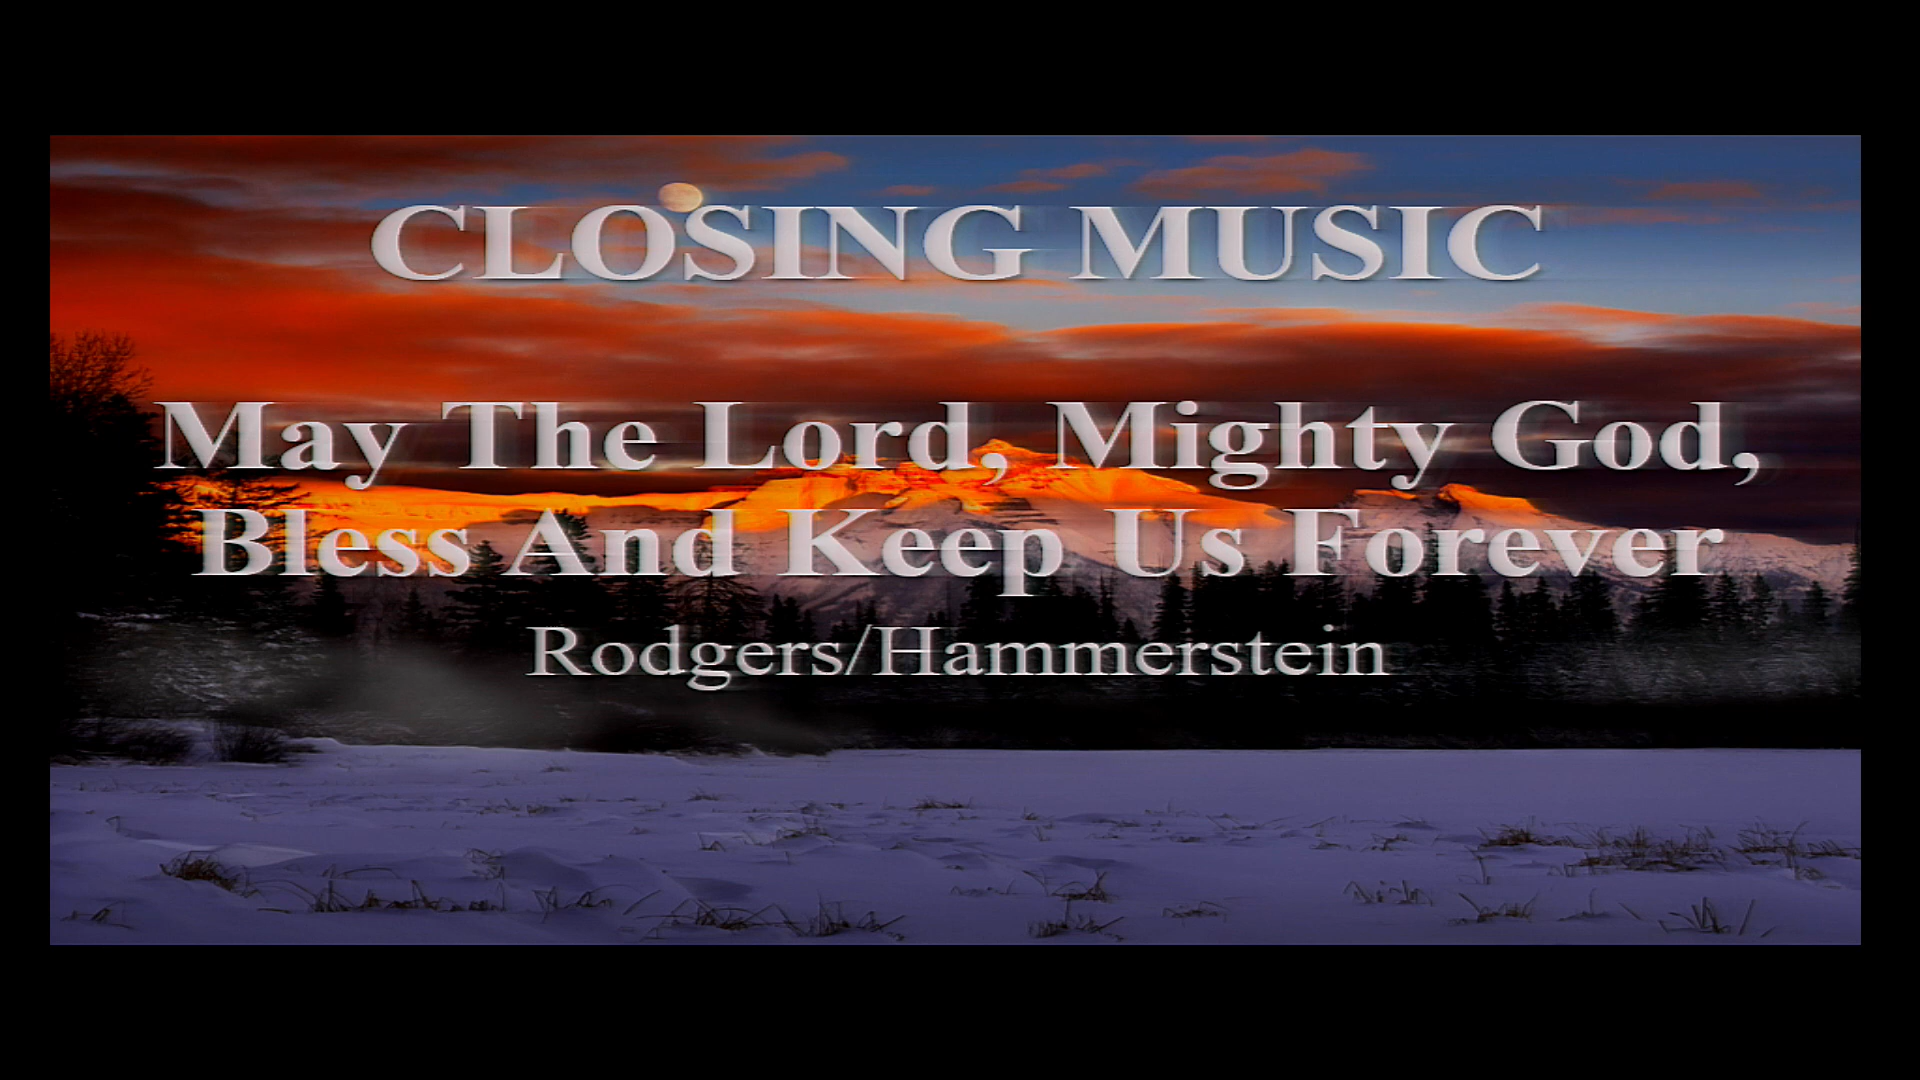 CLOSING MUSIC
May The Lord, Mighty God,
Bless And Keep Us Forever
Rodgers/Hammerstein